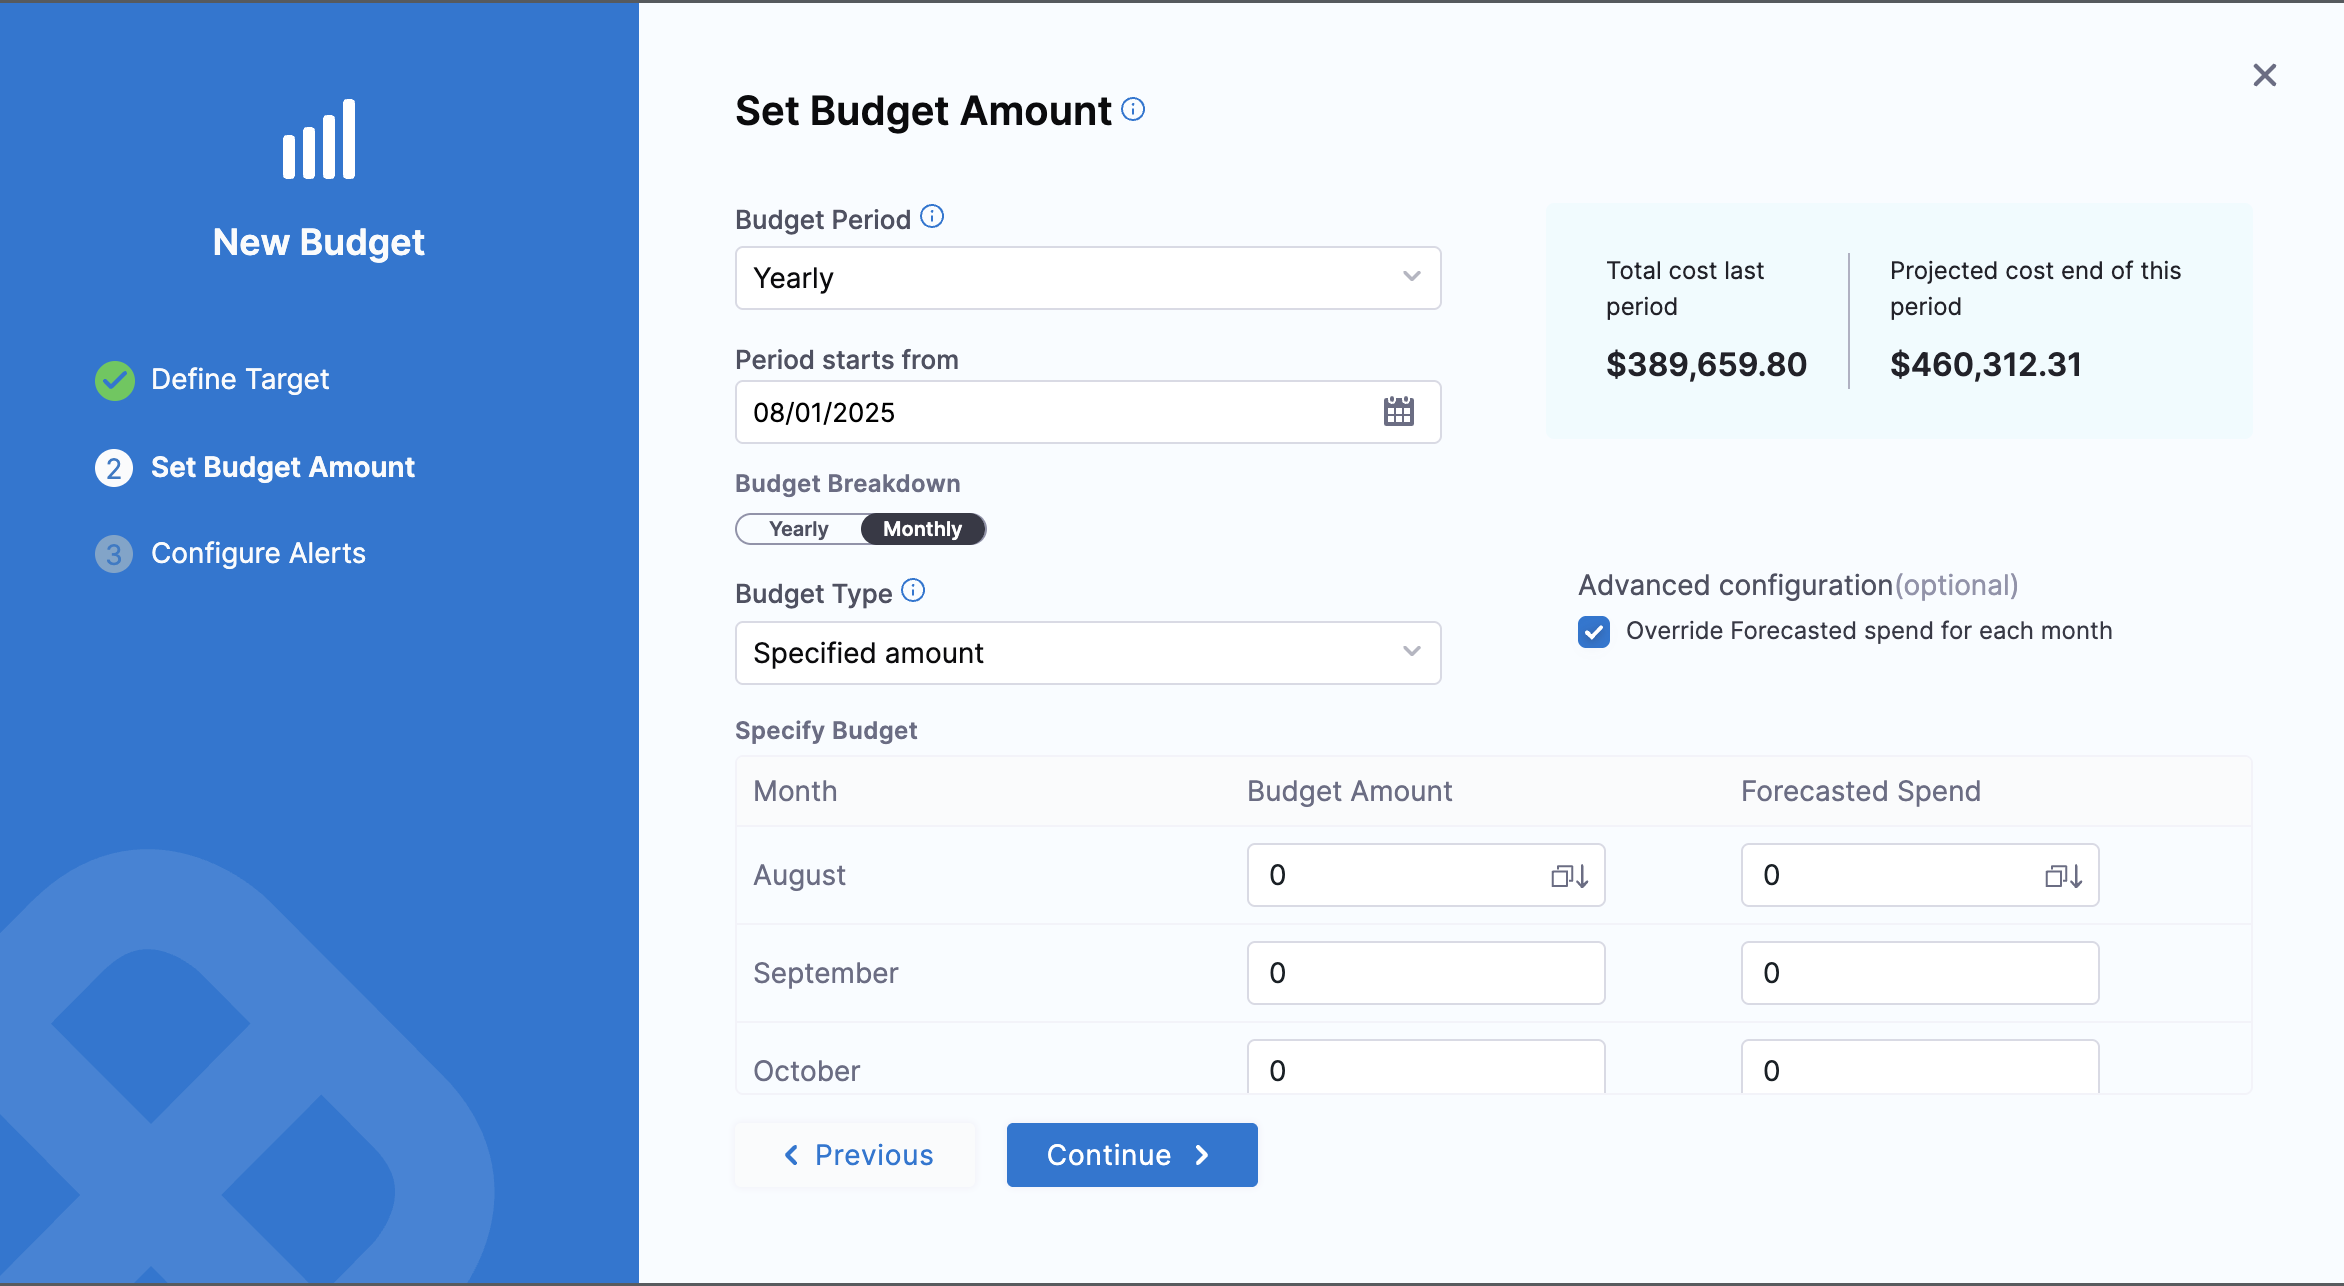 New Budget
Define Target
2 Set Budget Amount
3 Configure Alerts
Set Budget Amount
Budget Period
Yearly
Period starts from
08/01/2025
Budget Breakdown
Yearly Monthly
Budget Type
Specified amount
Total cost last
period
$389,659.80
Projected cost end of this
period
$460,312.31
Advanced configuration(optional)
Override Forecasted spend for each month
Specify Budget
Month Budget Amount Forecasted Spend
August 0 0
September 0 0
October 0 0
Previous Continue